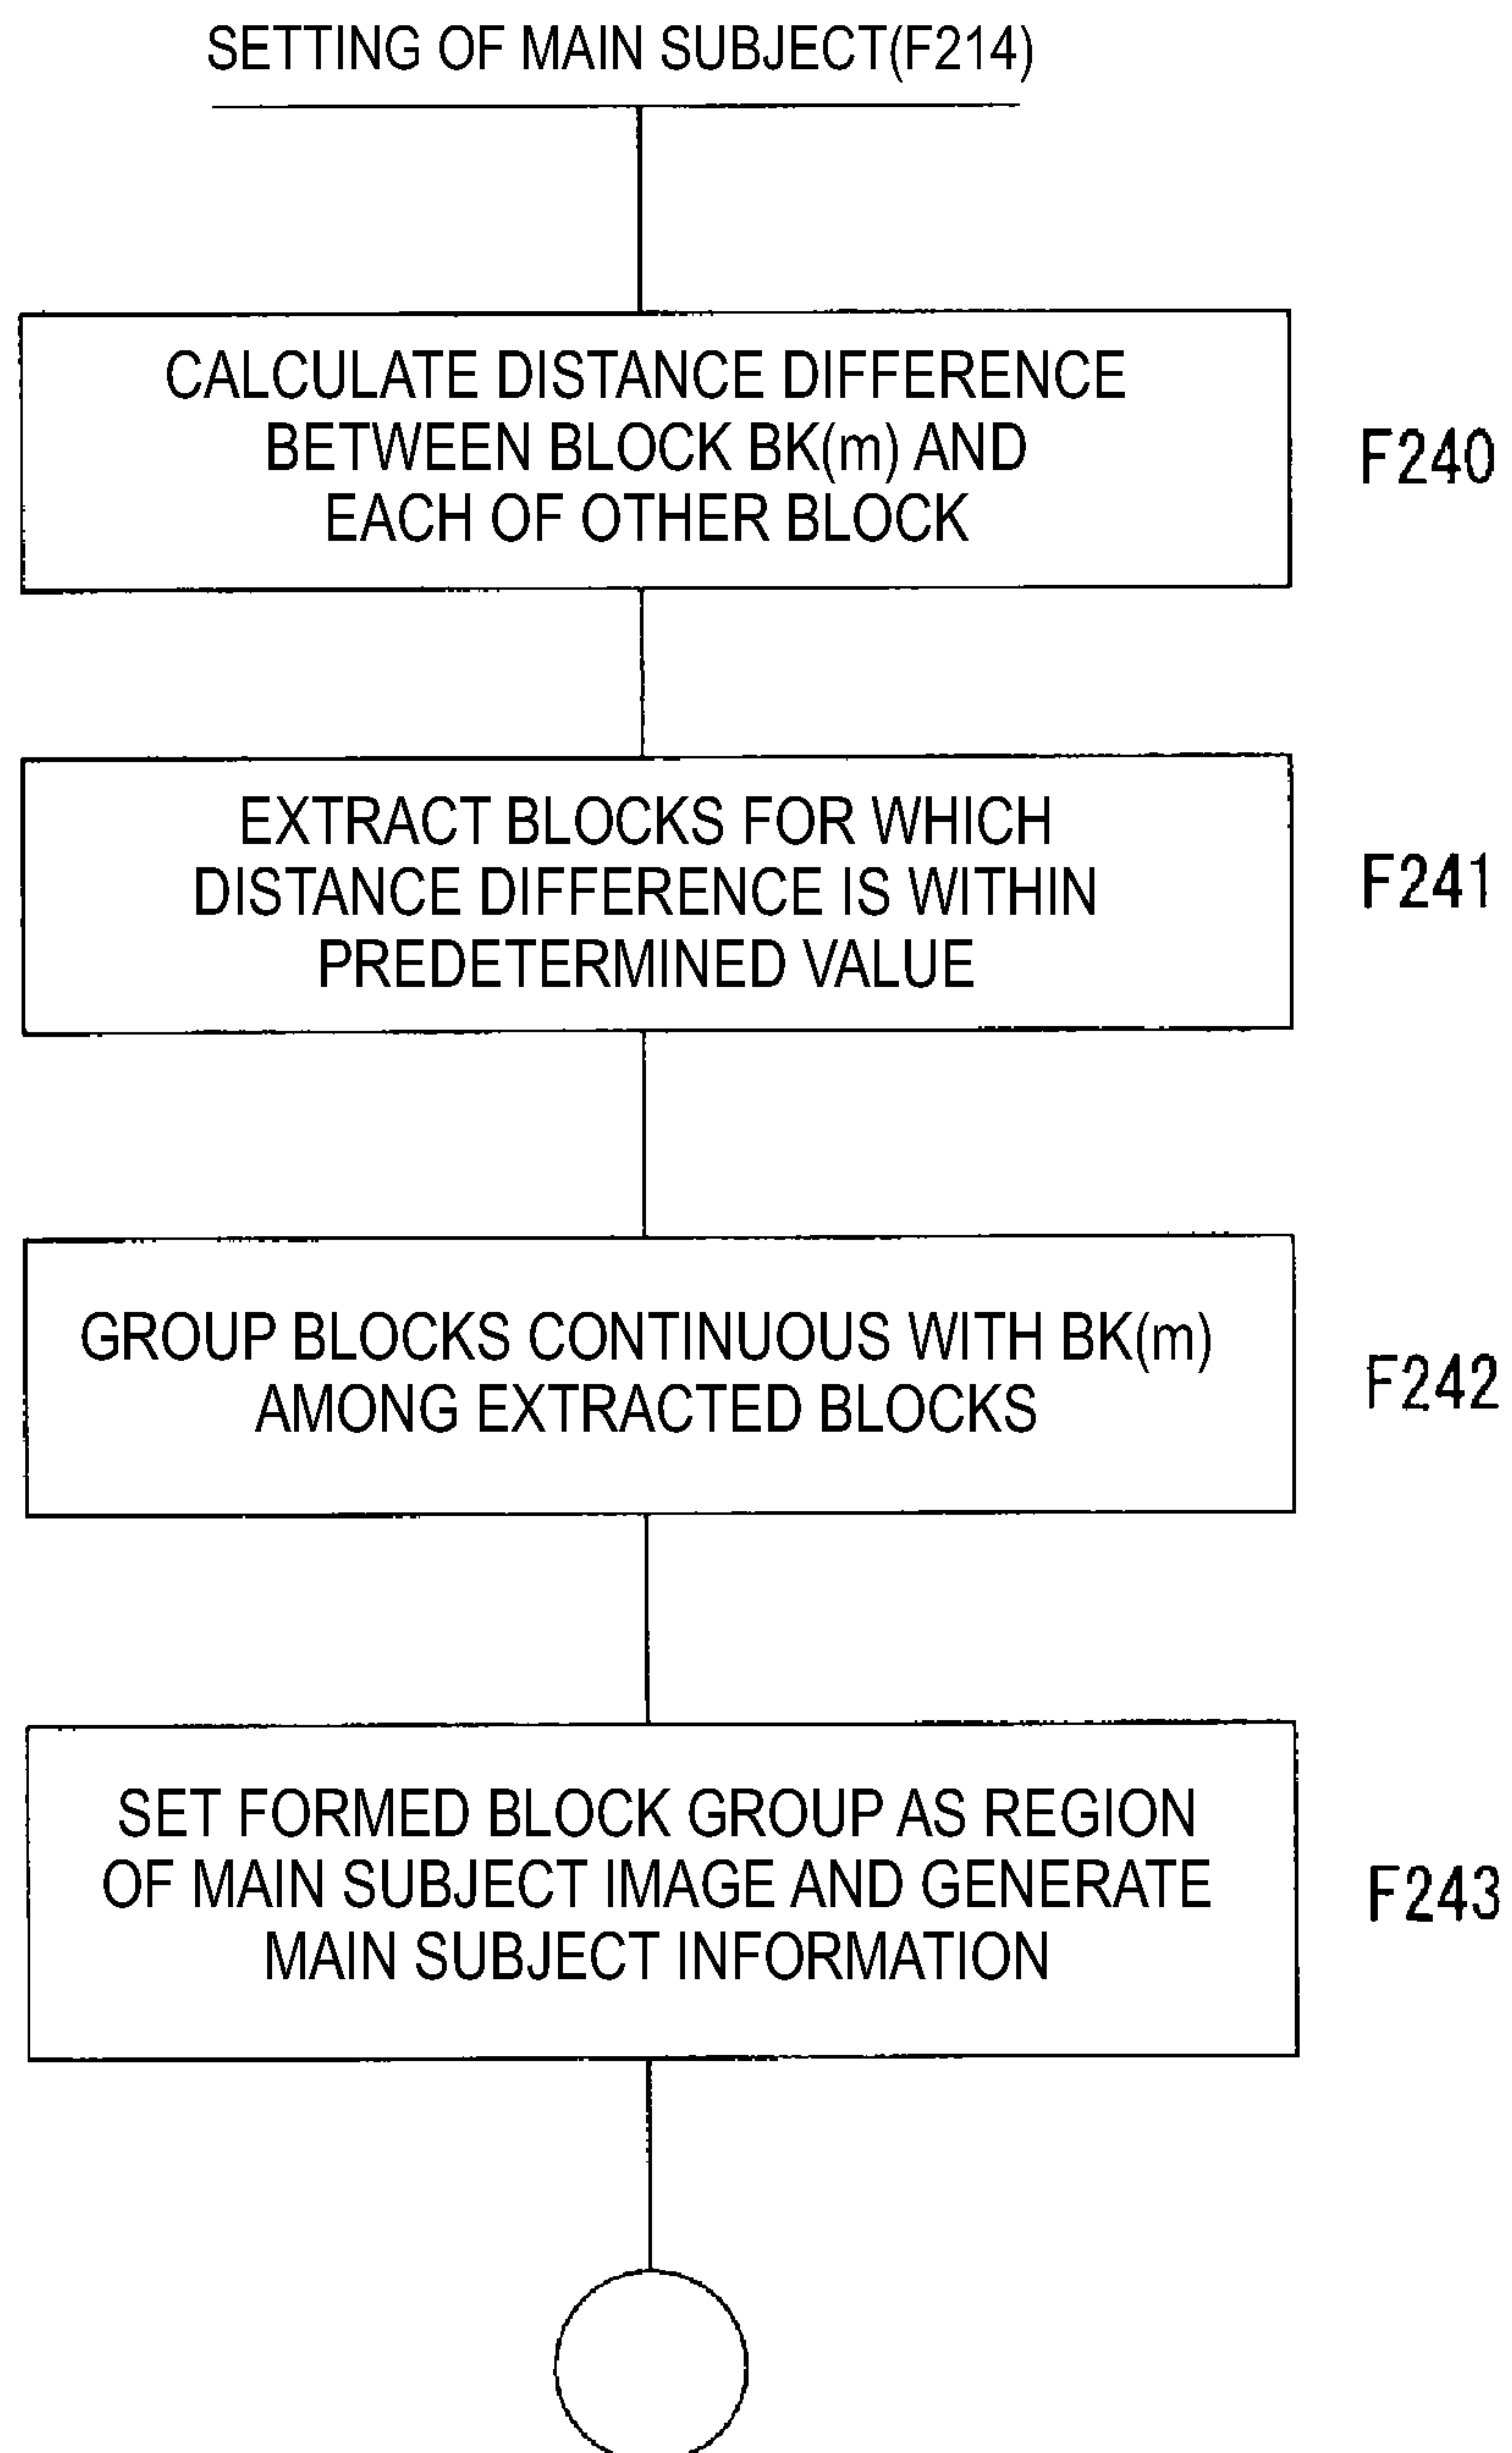 SETTING OF MAIN SUBJECT(F214)
CALCULATE DISTANCE DIFFERENCE
BETWEEN BLOCK BK(m) AND
EACH OF OTHER BLOCK
F240
EXTRACT BLOCKS FOR WHICH
DISTANCE DIFFERENCE IS WITHIN
PREDETERMINED VALUE
F241
GROUP BLOCKS CONTINUOUS WITH BK(m)
AMONG EXTRACTED BLOCKS
F242
SET FORMED BLOCK GROUP AS REGION
OF MAIN SUBJECT IMAGE AND GENERATE
MAIN SUBJECT INFORMATION
F243